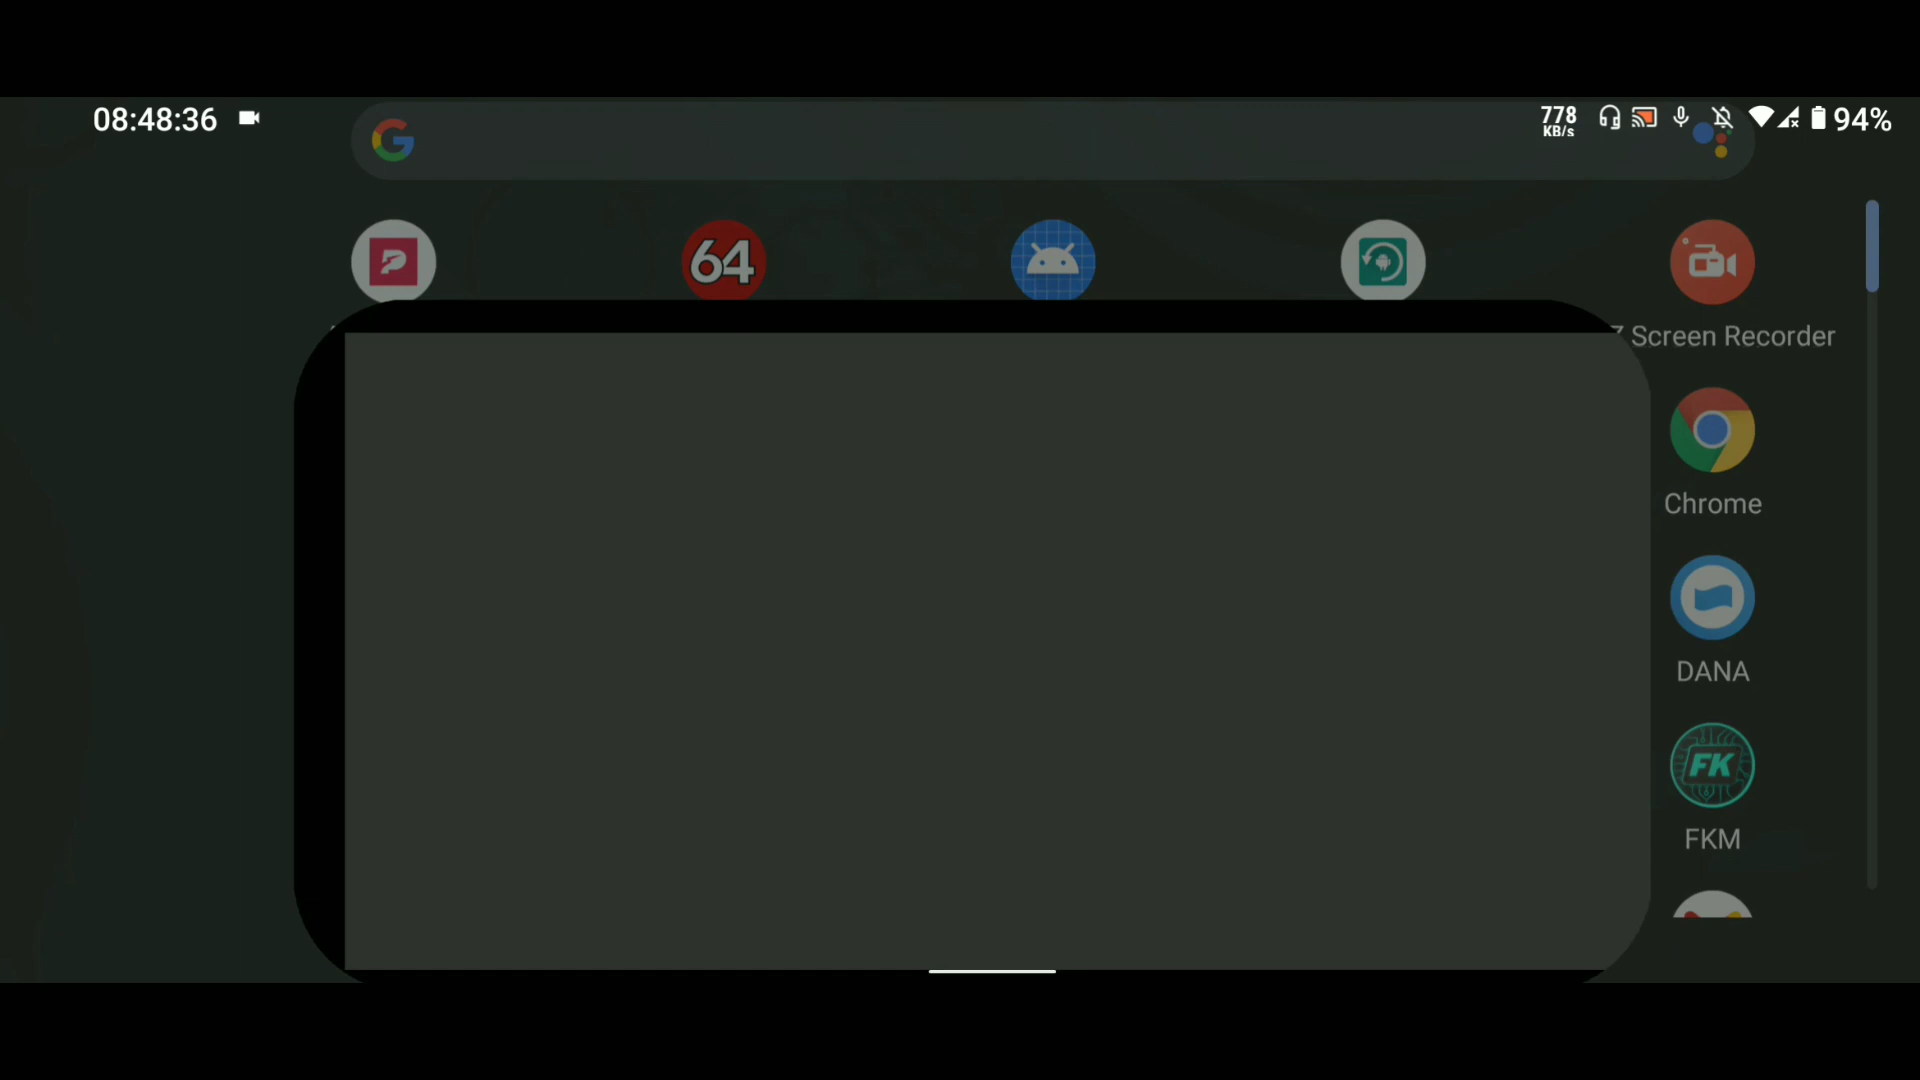 08:48:36
778
KB/s
94%
64
Screen Recorder
Chrome
DANA
FK
FKM